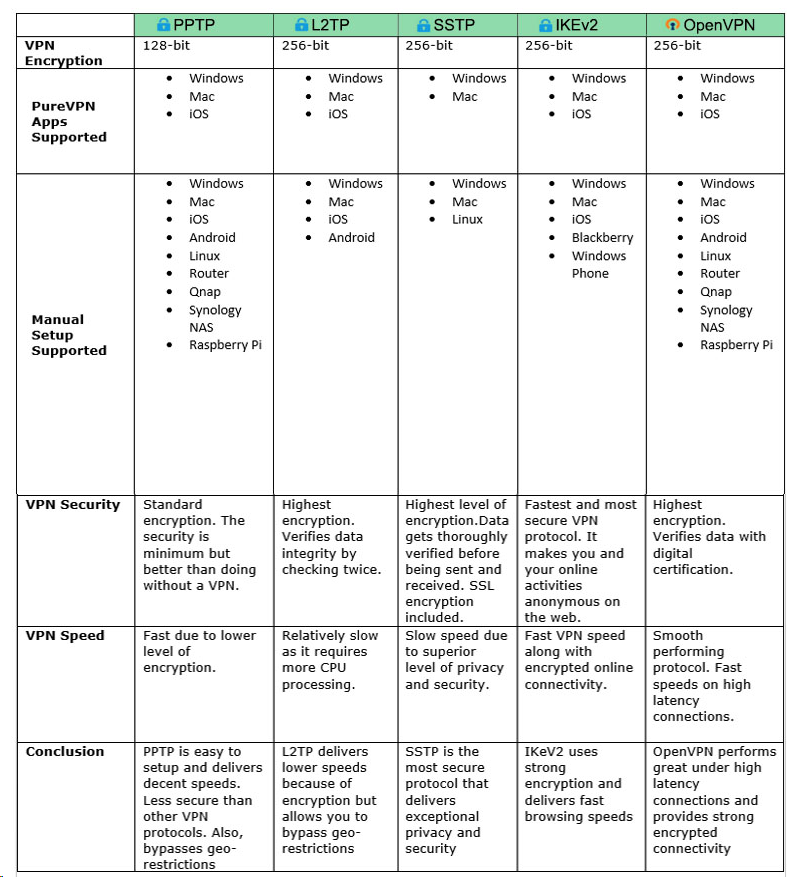 PPTP L2TP SSTP IKEv2 OpenVPN
VPN
Encryption
128-bit
256-bit
256-bit
256-bit
256-bit
PureVPN
Apps
Supported
• Windows
• Mac
• iOS
• Windows
• Mac
• iOS
• Windows
• Mac
• Windows
• Mac
• iOS
• Windows
• Mac
• iOS
Manual
Setup
Supported
• Windows
• Mac
• iOS
• Android
• Linux
• Router
• Qnap
• Synology
NAS
• Raspberry Pi
• Windows
• Mac
• iOS
• Android
• Windows
• Mac
• Linux
• Windows
• Mac
• iOS
• Blackberry
• Windows
Phone
• Windows
• Mac
• iOS
• Android
• Linux
• Router
• Qnap
• Synology
NAS
• Raspberry Pi
VPN Security
Standard
encryption. The
security is
minimum but
better than doing
without a VPN.
Highest
encryption.
Verifies data
integrity by
checking twice.
Highest level of
encryption.Data
gets thoroughly
verified before
being sent and
received. SSL
encryption
included.
Fastest and most
secure VPN
protocol. It
makes you and
your online
activities
anonymous on
the web.
Highest
encryption.
Verifies data with
digital
certification.
VPN Speed
Fast due to lower
level of
encryption.
Relatively slow
as it requires
more CPU
processing.
Slow speed due
to superior
level of privacy
and security.
Fast VPN speed
along with
encrypted online
connectivity.
Smooth
performing
protocol. Fast
speeds on high
latency
connections.
Conclusion
PPTP is easy to
setup and delivers
decent speeds.
Less secure than
other VPN
protocols. Also,
bypasses geo-
restrictions
L2TP delivers
lower speeds
because of
encryption but
allows you to
bypass geo-
restrictions
SSTP is the
most secure
protocol that
delivers
exceptional
privacy and
security
IKeV2 uses
strong
encryption and
delivers fast
browsing speeds
OpenVPN performs
great under high
latency
connections and
provides strong
encrypted
connectivity